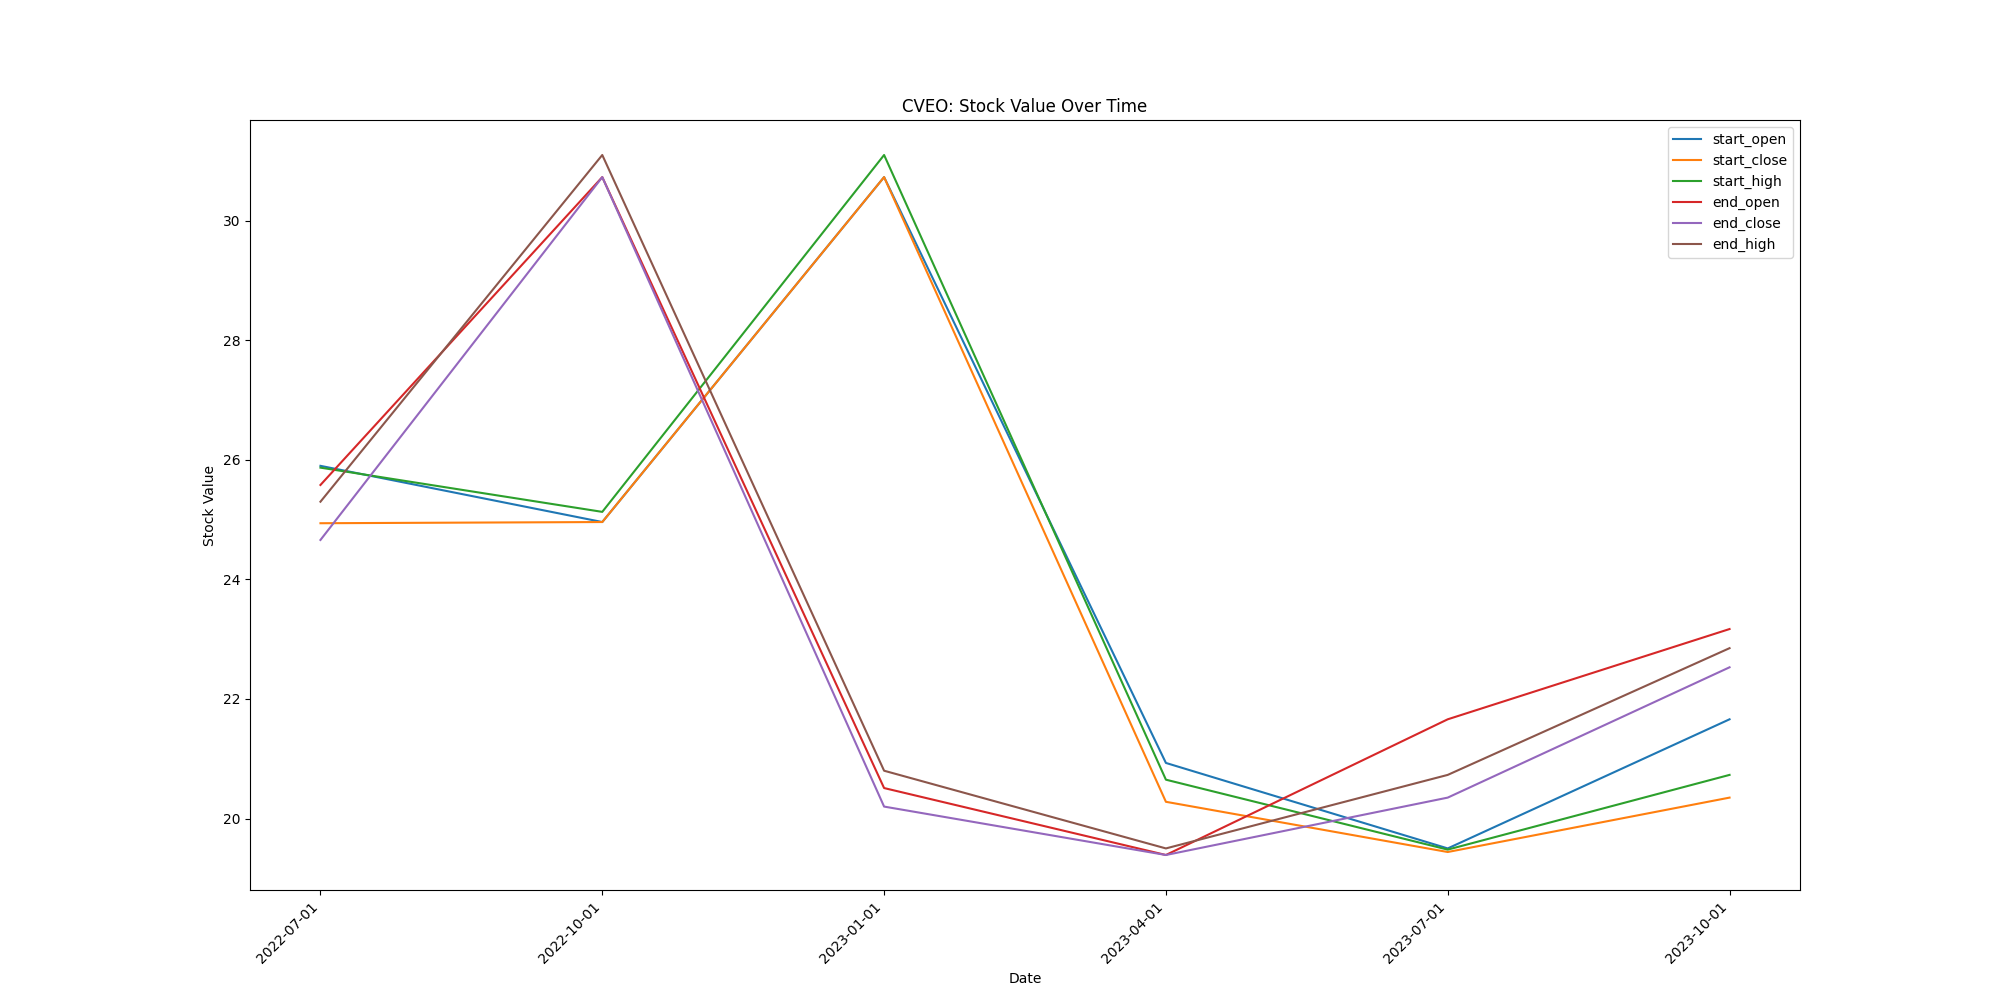 CVEO: Stock Value Over Time
start_open
start_close
start_high
end_open
end_close
end_high
Stock Value
30
28
26
24
22
20
2022-07-01
2022-10-01
2023-01-01
2023-04-01
2023-07-01
2023-10-01
Date